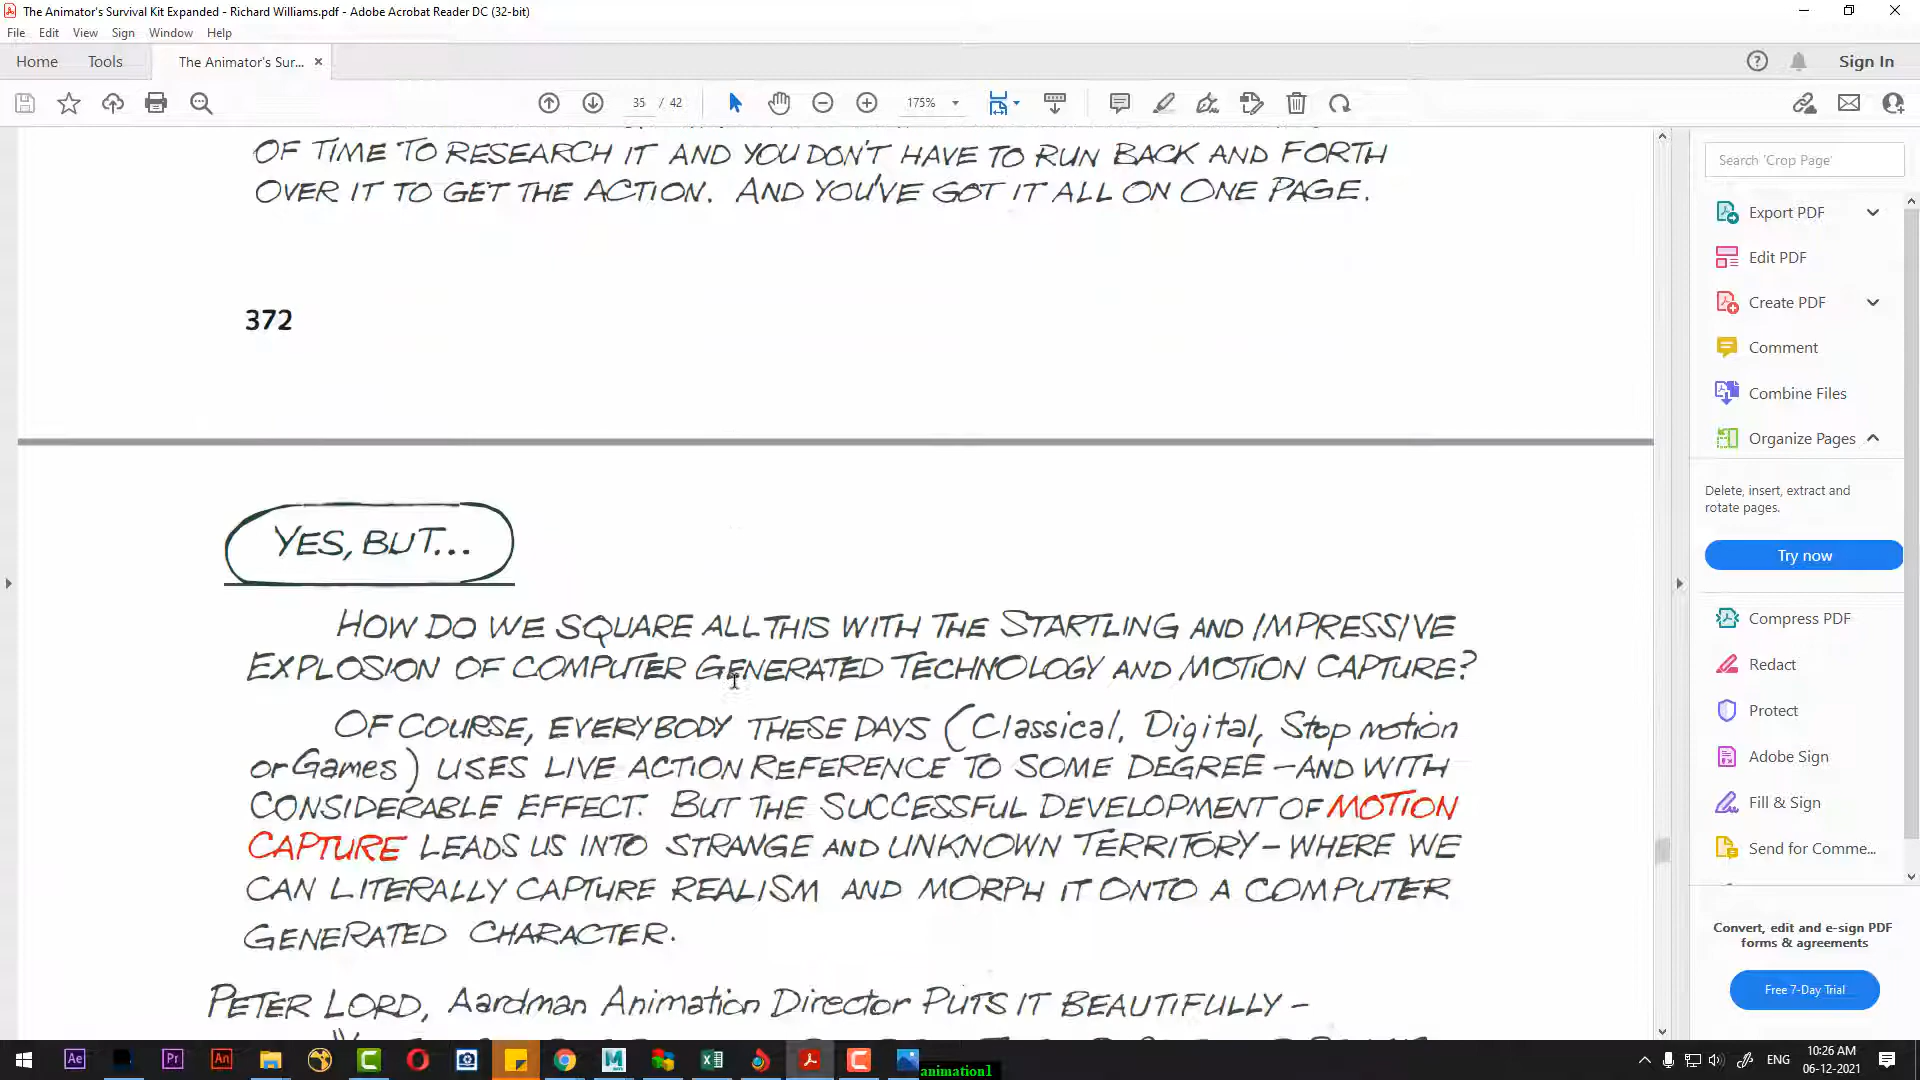 The Animator's Survival Kit Expanded - Richard Williams.pdf - Adobe Acrobat Reader DC (32-bit)
File Edit View Sign Window Help
Home Tools The Animator's Sur... × Sign In
35 / 42 175%
OF TIME TO RESEARCH IT AND YOU DON'T HAVE TO RUN BACK AND FORTH
OVER IT TO GET THE ACTION. AND YOU'VE GOT IT ALL ON ONE PAGE.
372
YES, BUT...
HOW DO WE SQUARE ALL THIS WITH THE STARTLING AND IMPRESSIVE
EXPLOSION OF COMPUTER GENERATED TECHNOLOGY AND MOTION CAPTURE?
OF COURSE, EVERYBODY THESE DAYS (Classical, Digital, Stop motion
or Games) USES LIVE ACTION REFERENCE TO SOME DEGREE – AND WITH
CONSIDERABLE EFFECT. BUT THE SUCCESSFUL DEVELOPMENT OF MOTION
CAPTURE LEADS US INTO STRANGE AND UNKNOWN TERRITORY – WHERE WE
CAN LITERALLY CAPTURE REALISM AND MORPH IT ONTO A COMPUTER
GENERATED CHARACTER.
PETER LORD, Aardman Animation Director PUTS IT BEAUTIFULLY –
Search 'Crop Page'
Export PDF
Edit PDF
Create PDF
Comment
Combine Files
Organize Pages
Delete, insert, extract and
rotate pages.
Try now
Compress PDF
Redact
Protect
Adobe Sign
Fill & Sign
Send for Comme...
Convert, edit and e-sign PDF
forms & agreements
Free 7-Day Trial
Ae Pr An
animation1
ENG
10:26 AM
06-12-2021